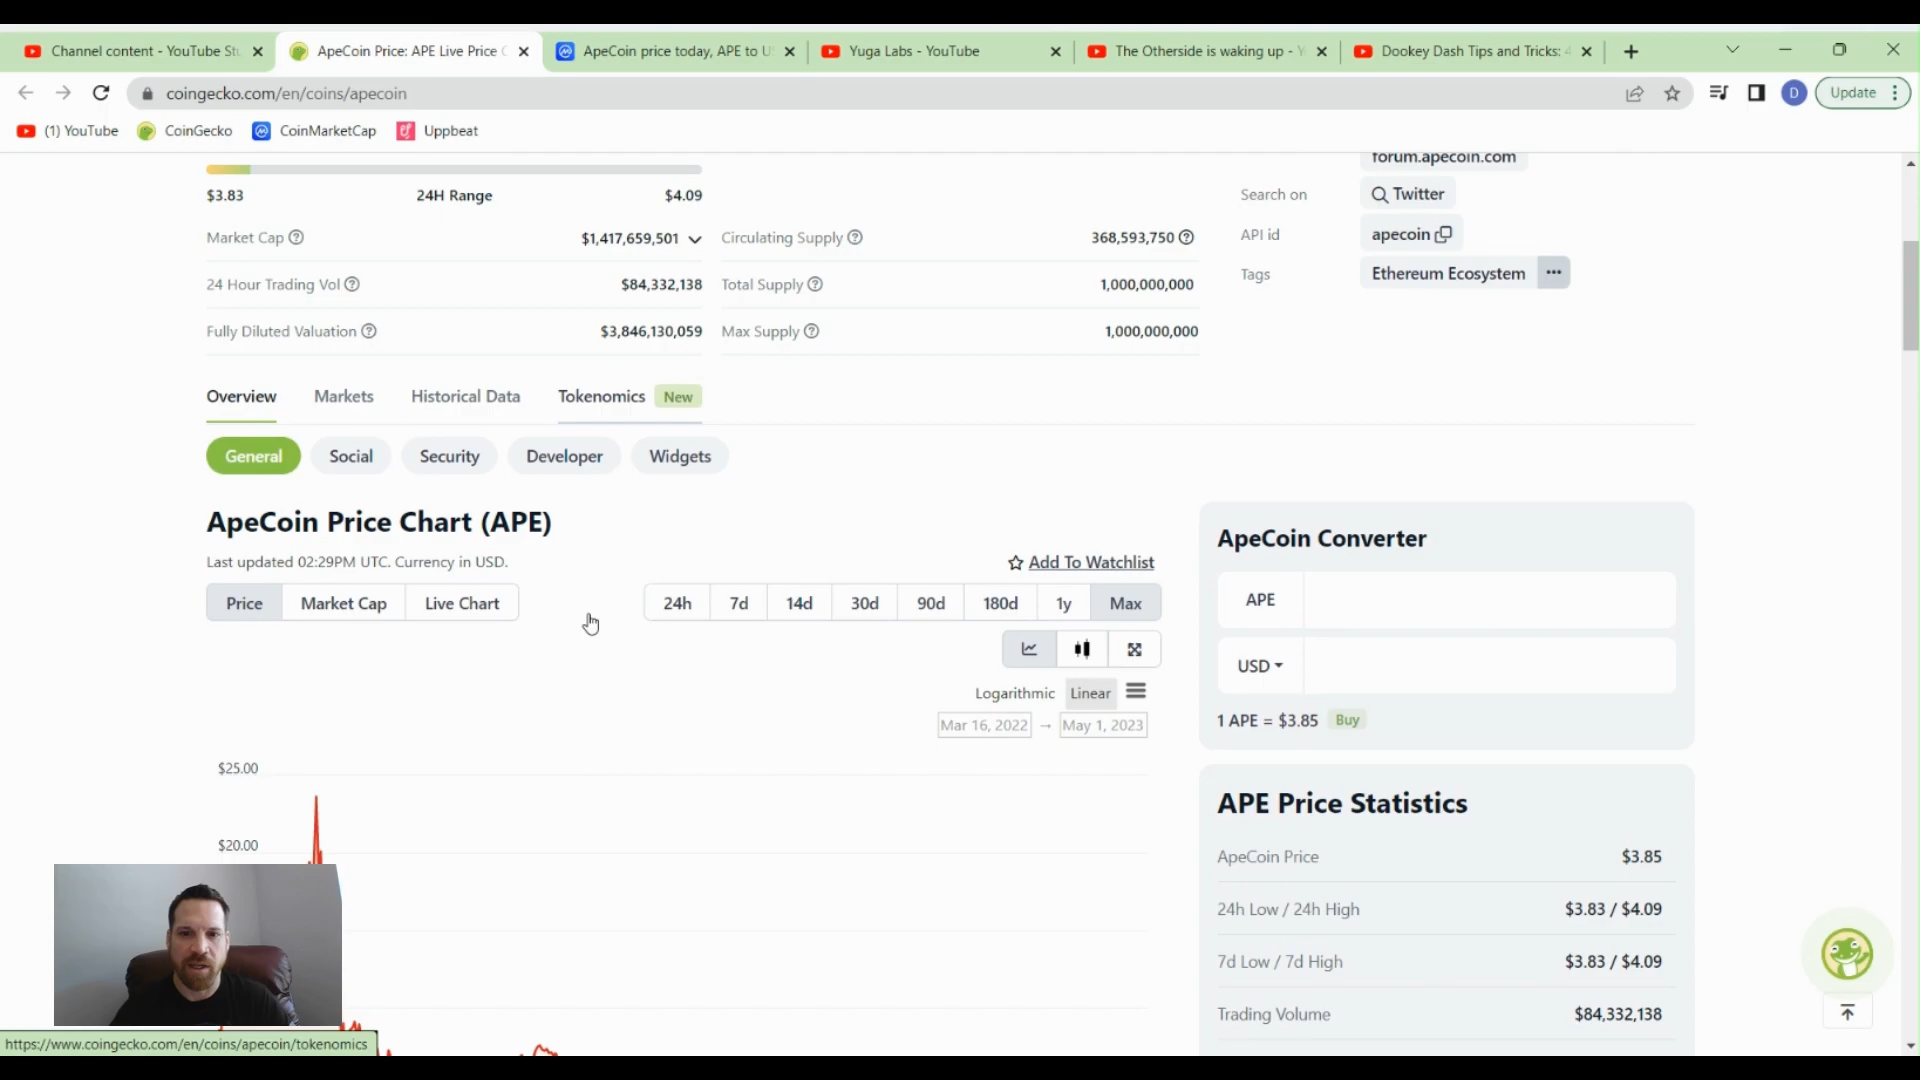 Channel content - YouTube Stu
ApeCoin Price: APE Live Price C
ApeCoin price today, APE to U
Yuga Labs - YouTube
The Otherside is waking up - Y
Dookey Dash Tips and Tricks: 4
coingecko.com/en/coins/apecoin
D
Update
(1) YouTube
CoinGecko
CoinMarketCap
Uppbeat
forum.apecoin.com
$3.83
24H Range
$4.09
Search on
Twitter
Market Cap
$1,417,659,501
Circulating Supply
368,593,750
API id
apecoin
24 Hour Trading Vol
$84,332,138
Total Supply
1,000,000,000
Tags
Ethereum Ecosystem
Fully Diluted Valuation
$3,846,130,059
Max Supply
1,000,000,000
Overview
Markets
Historical Data
Tokenomics
New
General
Social
Security
Developer
Widgets
ApeCoin Price Chart (APE)
Last updated 02:29PM UTC. Currency in USD.
Add To Watchlist
Price
Market Cap
Live Chart
24h
7d
14d
30d
90d
180d
1y
Max
Logarithmic
Linear
Mar 16, 2022 → May 1, 2023
$25.00
$20.00
ApeCoin Converter
APE
USD
1 APE = $3.85
Buy
APE Price Statistics
ApeCoin Price
$3.85
24h Low / 24h High
$3.83 / $4.09
7d Low / 7d High
$3.83 / $4.09
Trading Volume
$84,332,138
https://www.coingecko.com/en/coins/apecoin/tokenomics